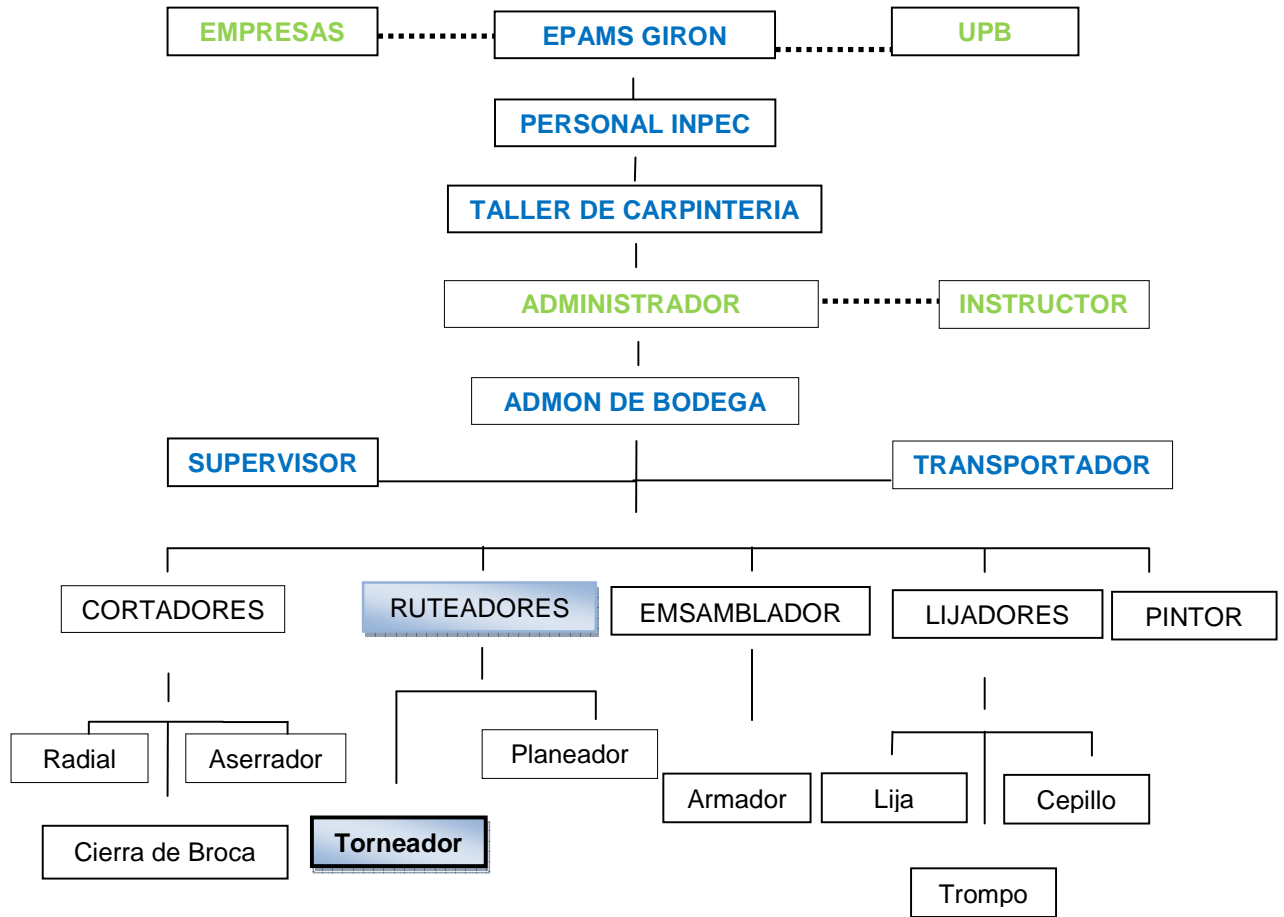 EMPRESAS
EPAMS GIRON
UPB
PERSONAL INPEC
TALLER DE CARPINTERIA
ADMINISTRADOR
INSTRUCTOR
ADMON DE BODEGA
SUPERVISOR
TRANSPORTADOR
CORTADORES
RUTEADORES
EMSAMBLADOR
LIJADORES
PINTOR
Radial
Aserrador
Planeador
Armador
Lija
Cepillo
Cierra de Broca
Torneador
Trompo